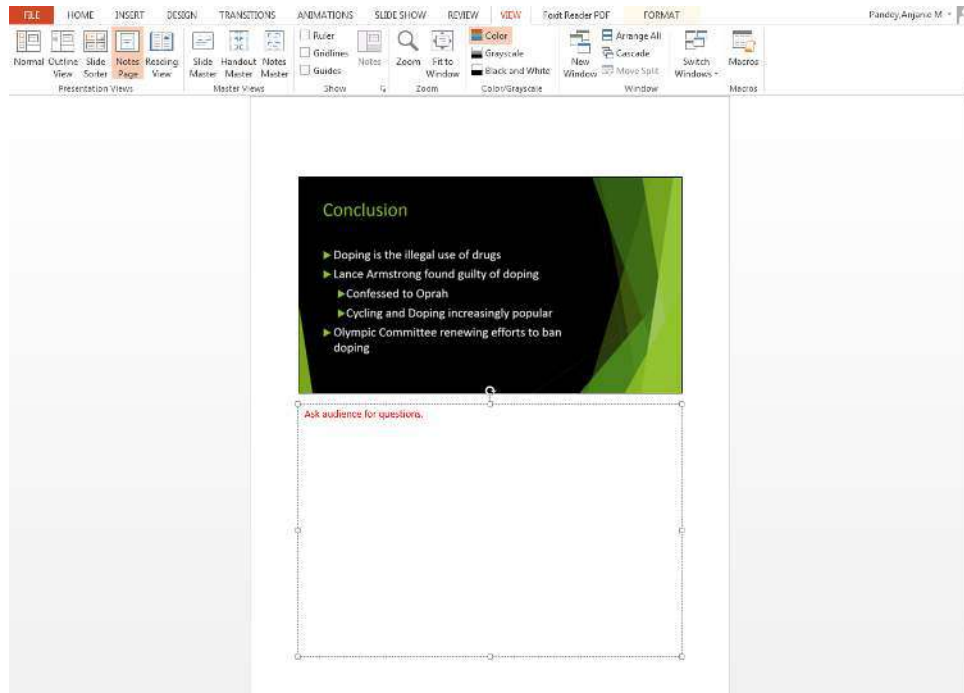 FILE HOME INSERT DESIGN TRANSITIONS ANIMATIONS SLIDE SHOW REVIEW VIEW Foxit Reader PDF FORMAT Pandey,Anjanie M
Normal Outline View Slide Sorter Notes Page Reading View
Presentation Views
Slide Master Handout Master Notes Master
Master Views
Ruler
Gridlines
Guides
Show
Notes
Zoom Fit to Window
Zoom
Color
Grayscale
Black and White
Color/Grayscale
New Window
Arrange All
Cascade
Move Split
Switch Windows
Window
Macros
Macros
Conclusion
Doping is the illegal use of drugs
Lance Armstrong found guilty of doping
Confessed to Oprah
Cycling and Doping increasingly popular
Olympic Committee renewing efforts to ban
doping
Ask audience for questions.